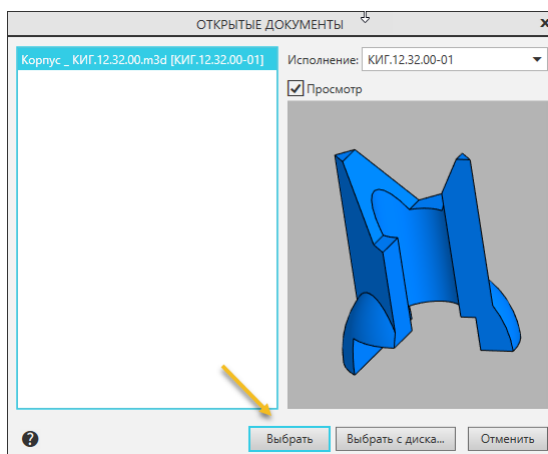 ОТКРЫТЫЕ ДОКУМЕНТЫ
x
Корпус _ КИГ.12.32.00.m3d [КИГ.12.32.00-01]
Исполнение: КИГ.12.32.00-01
Просмотр
?
Выбрать
Выбрать с диска...
Отменить